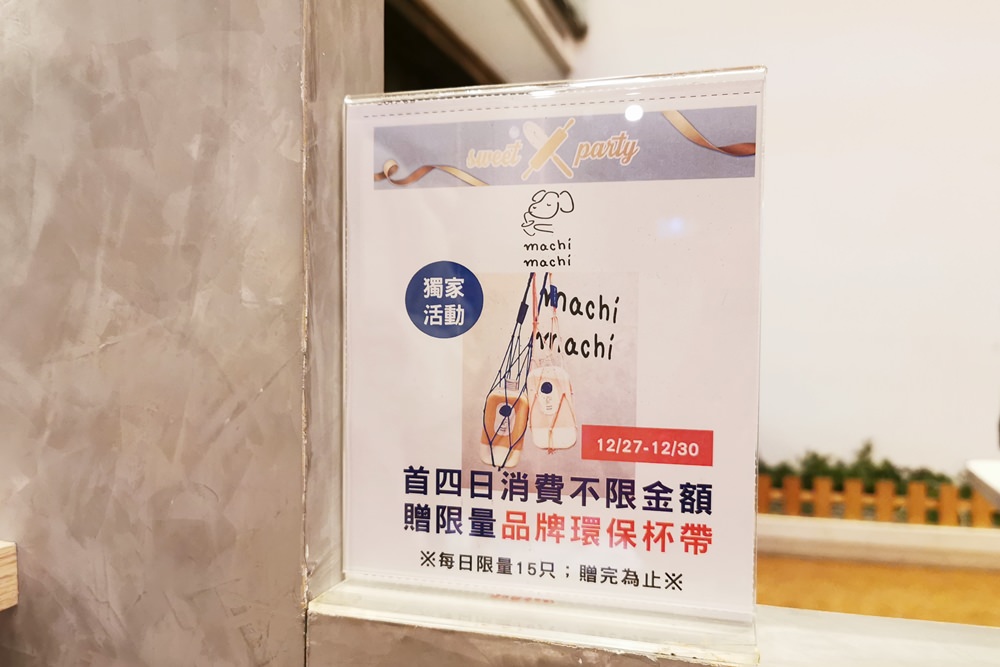 sweet party
machi
machi
獨家
活動
machi
machi
12/27-12/30
首四日消費不限金額
贈限量品牌環保杯帶
※每日限量15只；贈完為止※